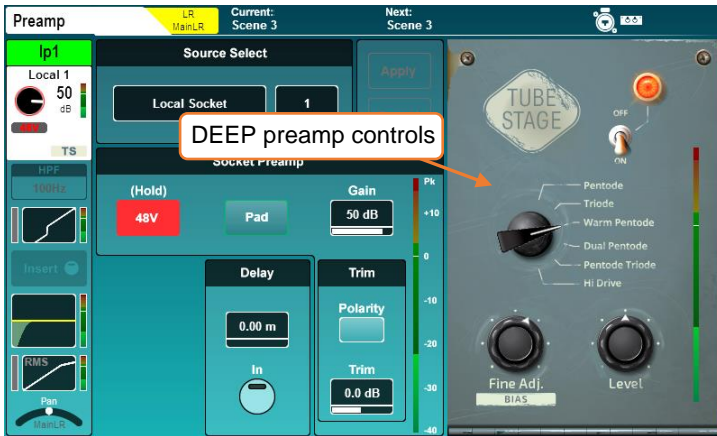 Preamp
LR
MainLR
Current:
Scene 3
Next:
Scene 3
Ip1
Local 1
50
dB
48V
TS
HPF
100Hz
Insert
RMS
Pan
MainLR
Source Select
Local Socket
1
Apply
DEEP preamp controls
Socket Preamp
(Hold)
48V
Pad
Gain
50 dB
Pk
+10
0
-10
-20
-30
-40
Delay
0.00 m
In
Trim
Polarity
Trim
0.0 dB
TUBE
STAGE
OFF
ON
Pentode
Triode
Warm Pentode
Dual Pentode
Pentode Triode
Hi Drive
Fine Adj.
BIAS
Level